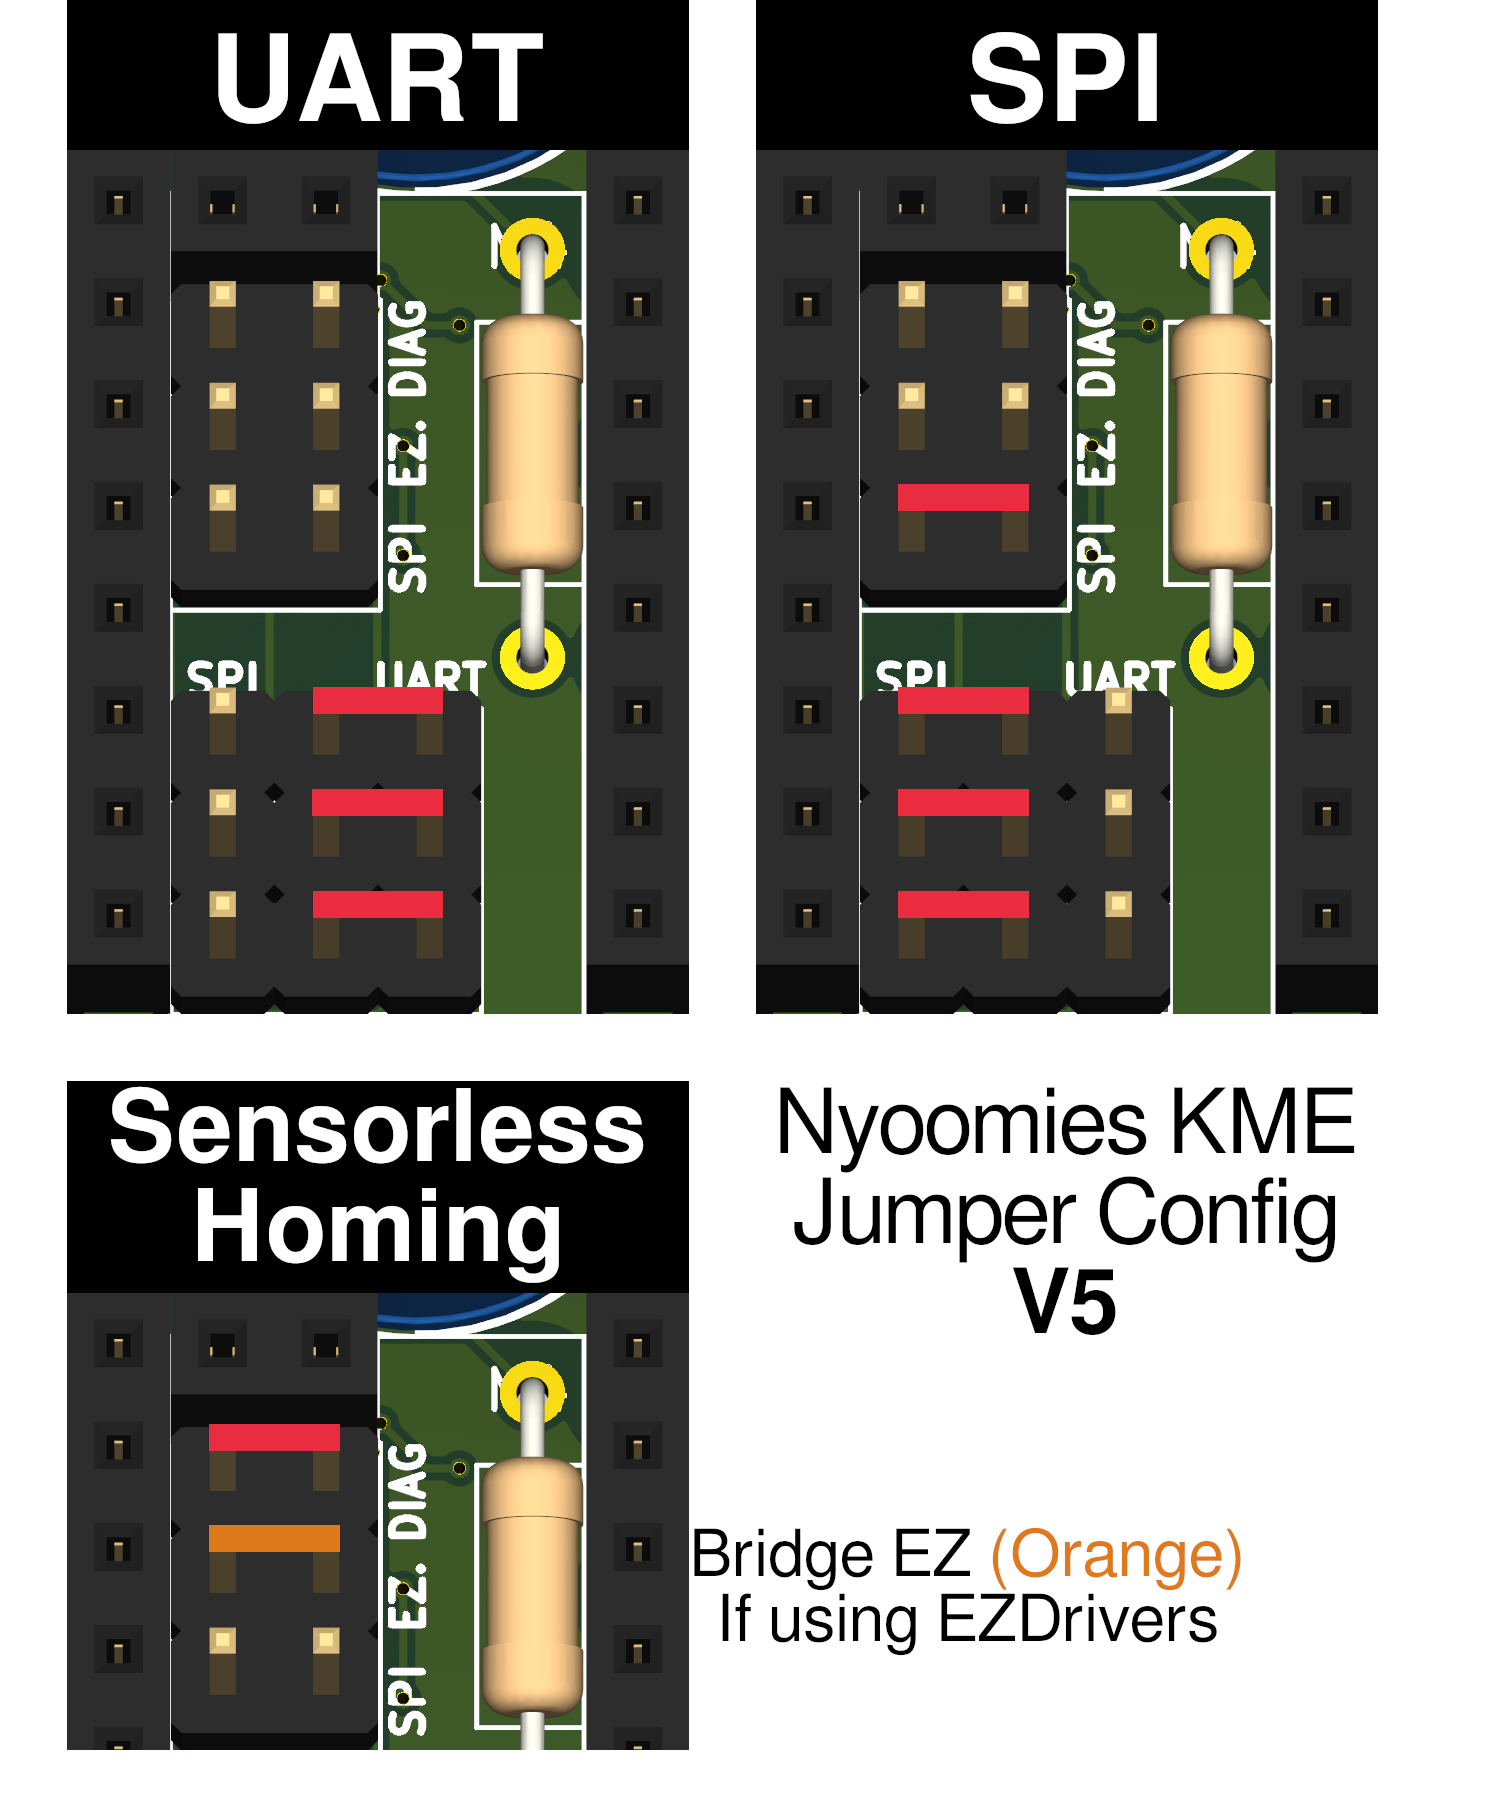 UART
SPI
SPI EZ. DIAG
SPI UART
SPI EZ. DIAG
SPI UART
Sensorless
Homing
SPI EZ. DIAG
Nyoomies KME
Jumper Config
V5
Bridge EZ (Orange)
If using EZDrivers